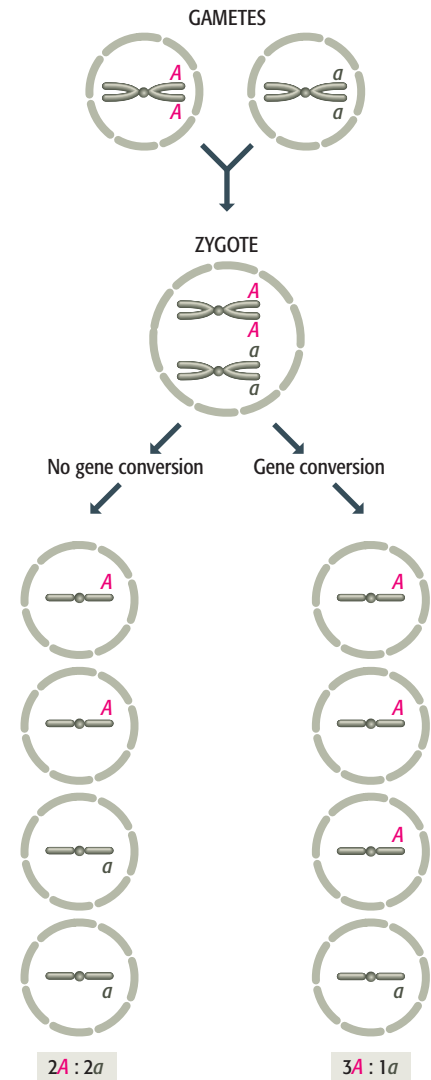 GAMETES
A a
A a
ZYGOTE
A
A
a
a
No gene conversion Gene conversion
A A
A A
a A
a a
2A : 2a 3A : 1a